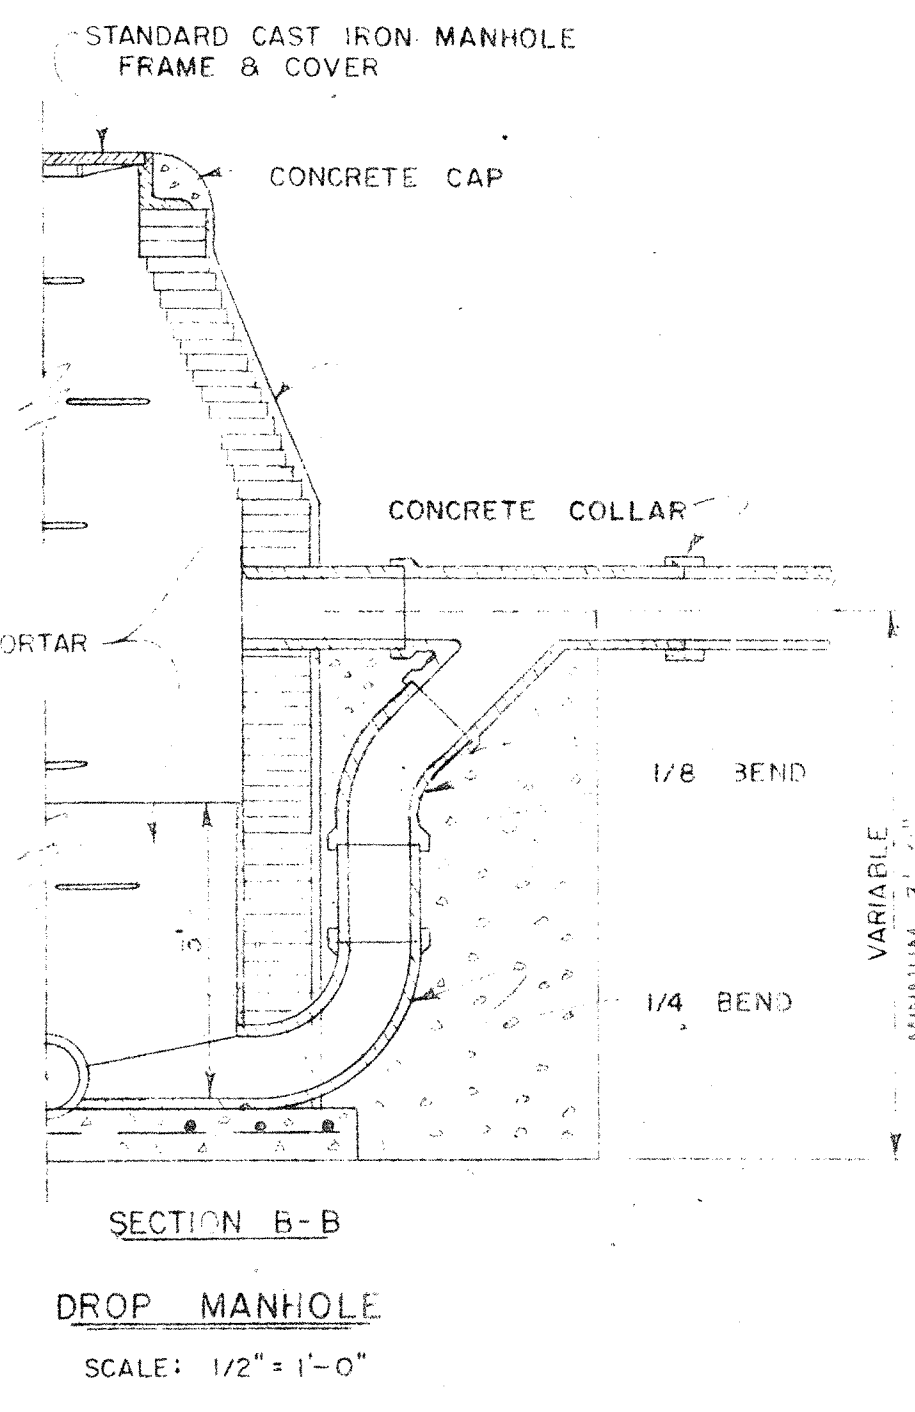 STANDARD CAST IRON MANHOLE
FRAME & COVER
CONCRETE CAP
CONCRETE COLLAR
ORTAR
1/8 BEND
VARIABLE
3'
1/4 BEND
SECTION B-B
DROP MANHOLE
SCALE: 1/2" = 1'-0"